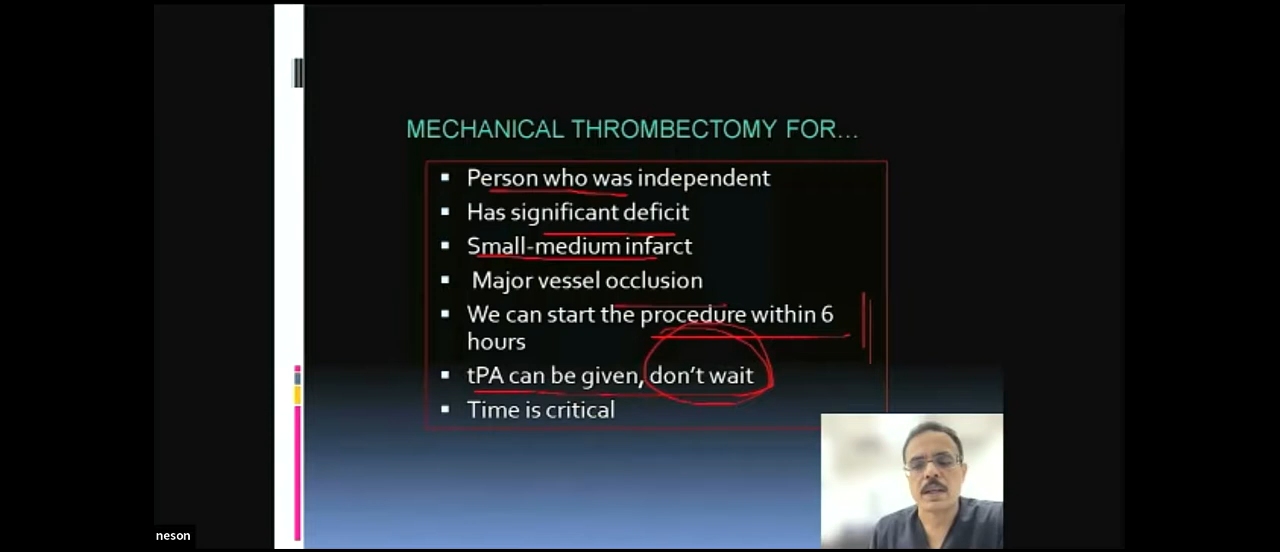 MECHANICAL THROMBECTOMY FOR…
▪ Person who was independent
▪ Has significant deficit
▪ Small-medium infarct
▪ Major vessel occlusion
▪ We can start the procedure within 6
hours
▪ tPA can be given, don't wait
▪ Time is critical
neson